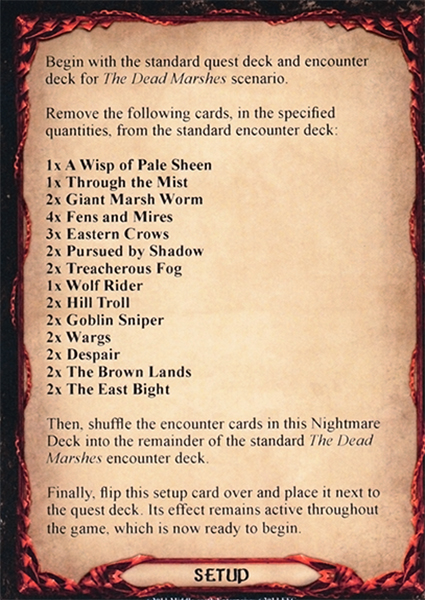 Begin with the standard quest deck and encounter
deck for The Dead Marshes scenario.
Remove the following cards, in the specified
quantities, from the standard encounter deck:
1x A Wisp of Pale Sheen
1x Through the Mist
2x Giant Marsh Worm
4x Fens and Mires
3x Eastern Crows
2x Pursued by Shadow
2x Treacherous Fog
1x Wolf Rider
2x Hill Troll
2x Goblin Sniper
2x Wargs
2x Despair
2x The Brown Lands
2x The East Bight
Then, shuffle the encounter cards in this Nightmare
Deck into the remainder of the standard The Dead
Marshes encounter deck.
Finally, flip this setup card over and place it next to
the quest deck. Its effect remains active throughout
the game, which is now ready to begin.
SETUP